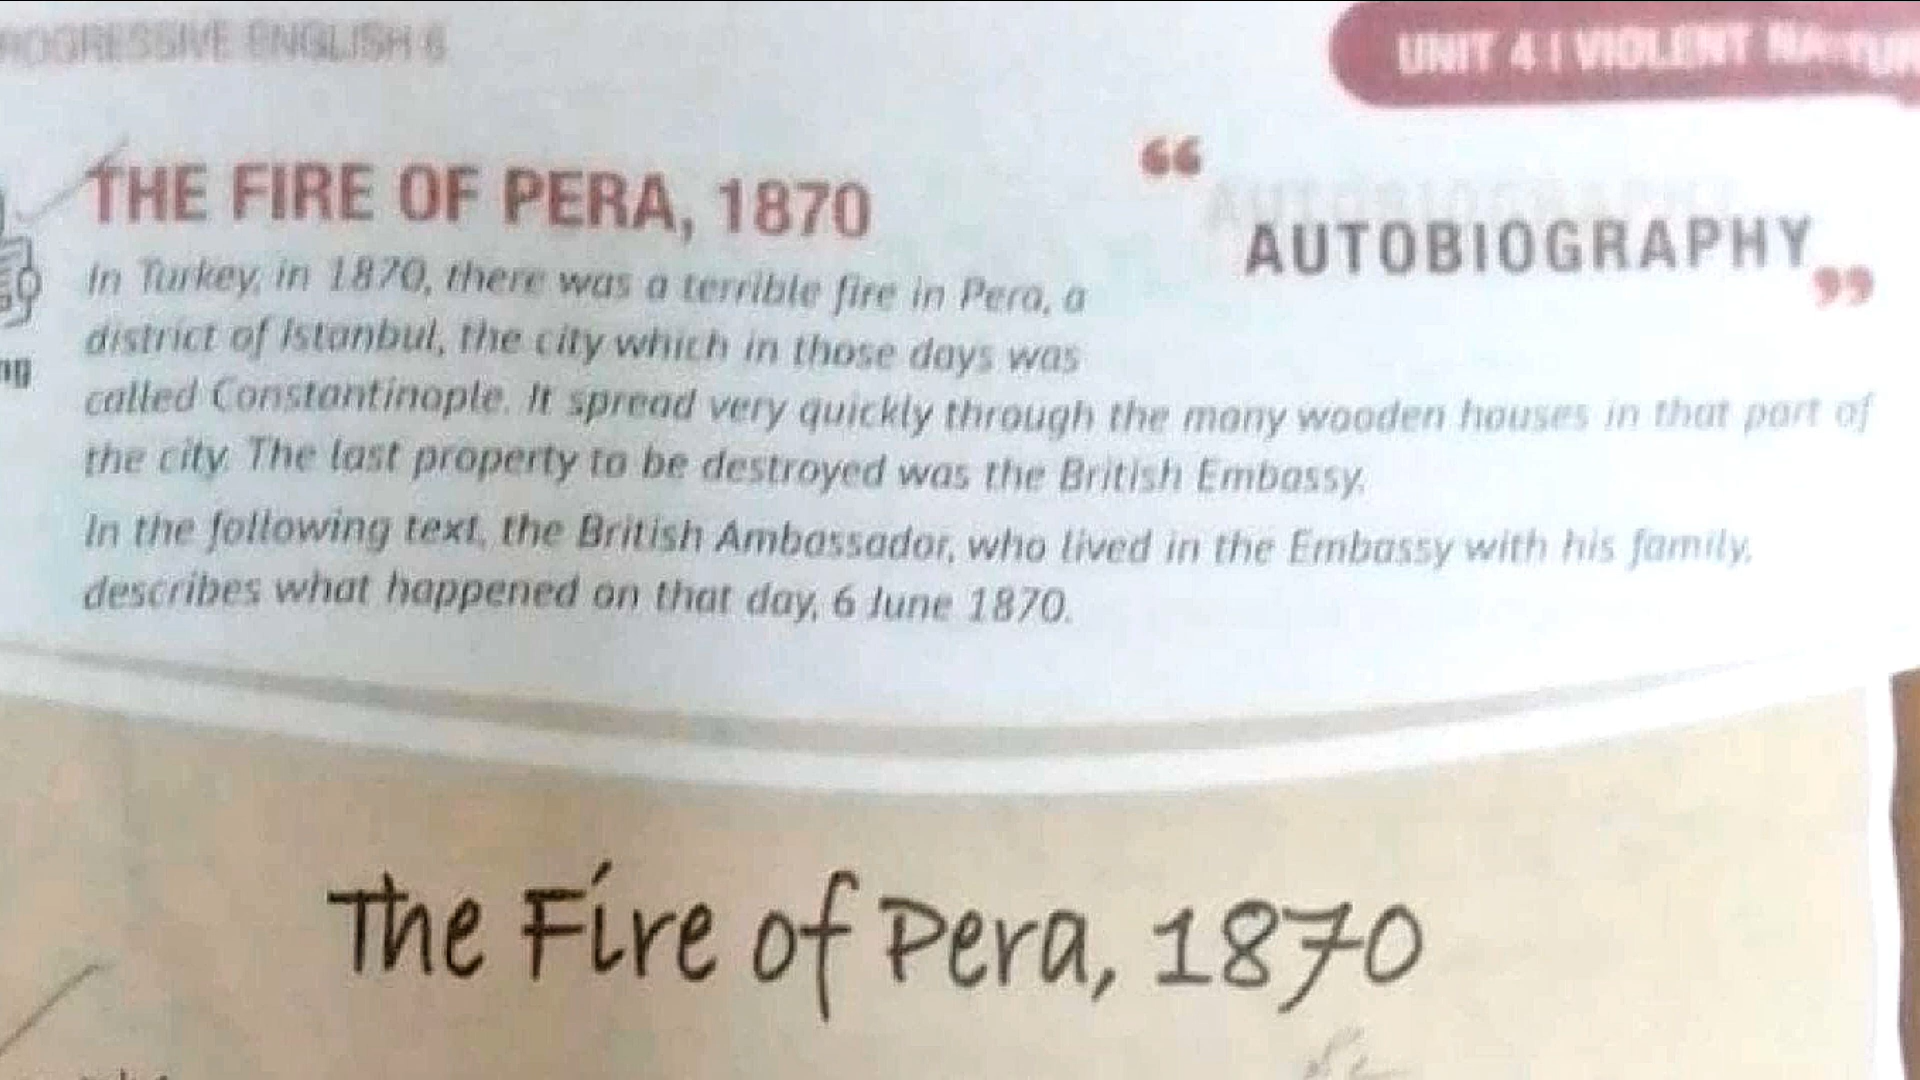 PROGRESSIVE ENGLISH 6
UNIT 4 | VIOLENT NATUR
THE FIRE OF PERA, 1870
“ AUTOBIOGRAPHY ”
In Turkey, in 1870, there was a terrible fire in Pera, a
district of Istanbul, the city which in those days was
called Constantinople. It spread very quickly through the many wooden houses in that part of
the city. The last property to be destroyed was the British Embassy.
In the following text, the British Ambassador, who lived in the Embassy with his family,
describes what happened on that day, 6 June 1870.
ng
The Fire of Pera, 1870